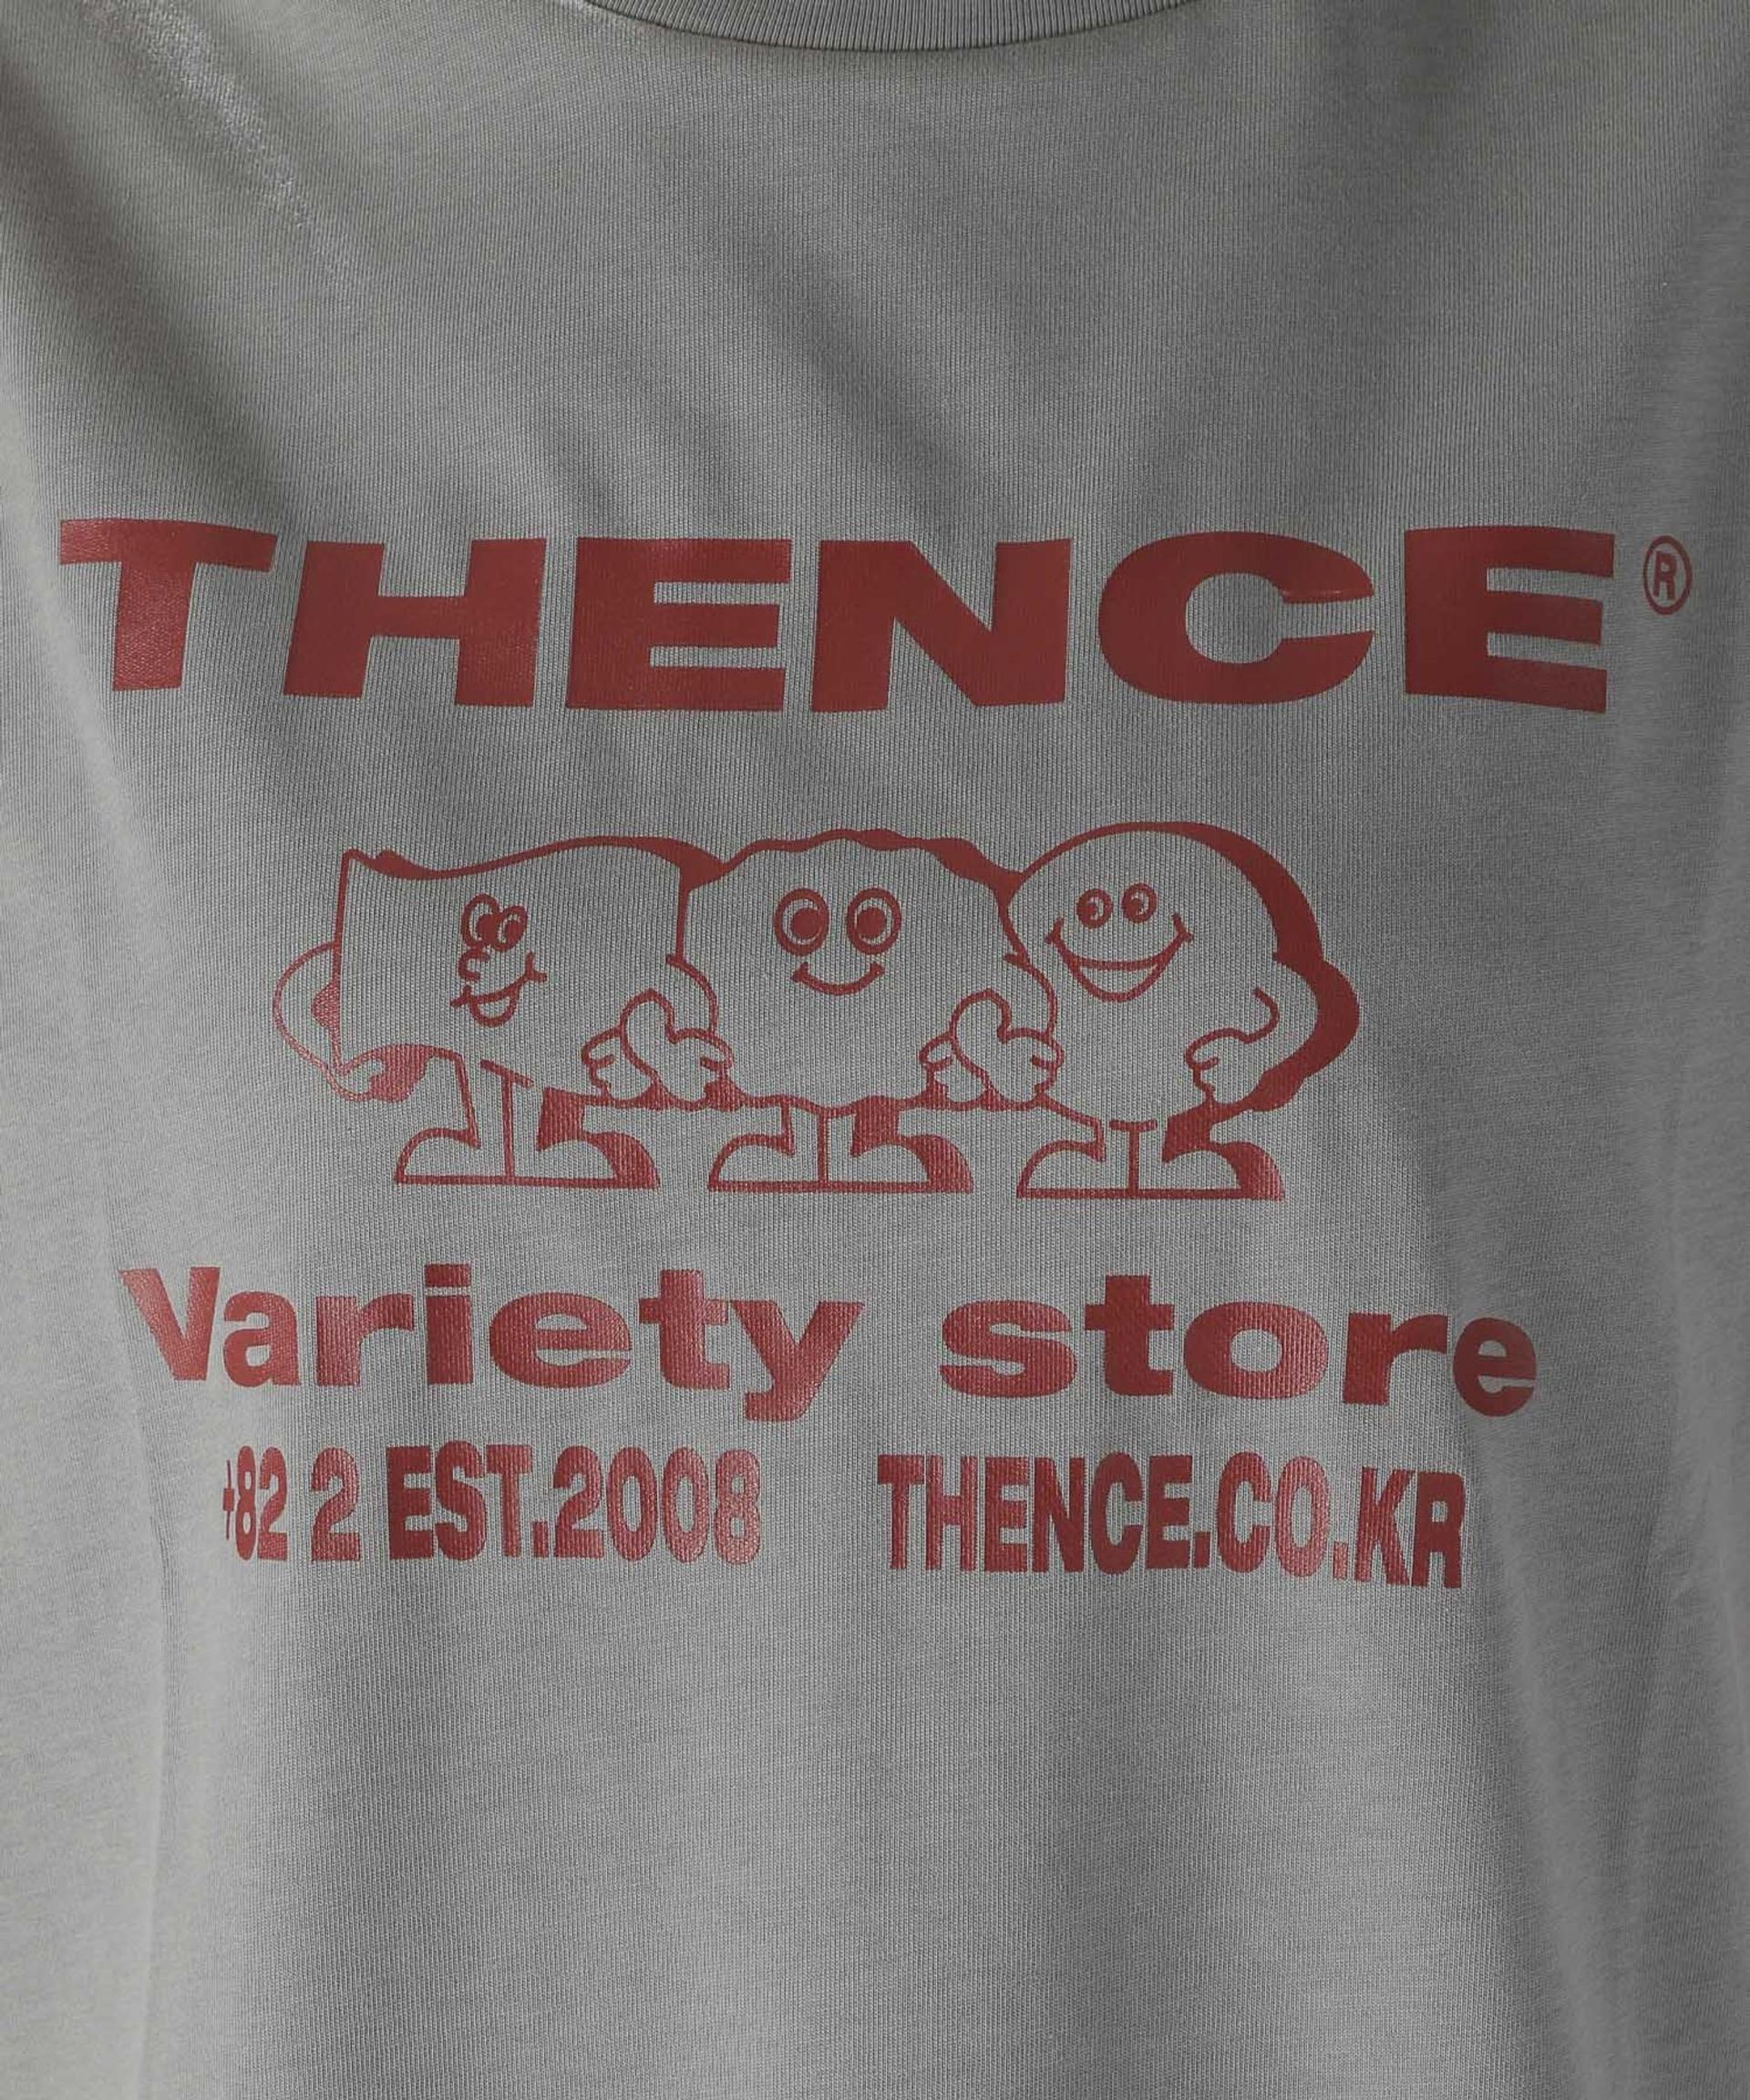 THENCE®
Variety store
+82 2 EST.2008 THENCE.CO.KR